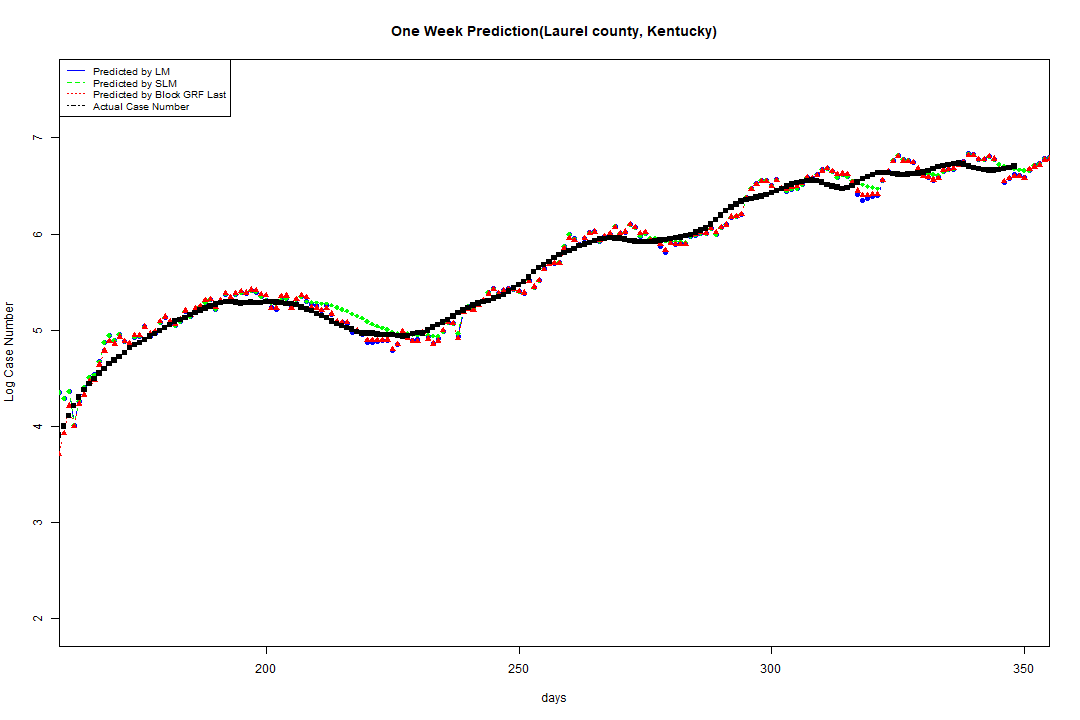 One Week Prediction(Laurel county, Kentucky)
Predicted by LM
Predicted by SLM
Predicted by Block GRF Last
Actual Case Number
7
6
5
4
3
2
Log Case Number
200 250 300 350
days